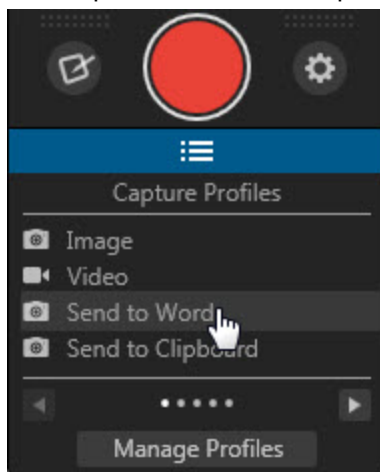 Capture Profiles
Image
Video
Send to Word
Send to Clipboard
Manage Profiles